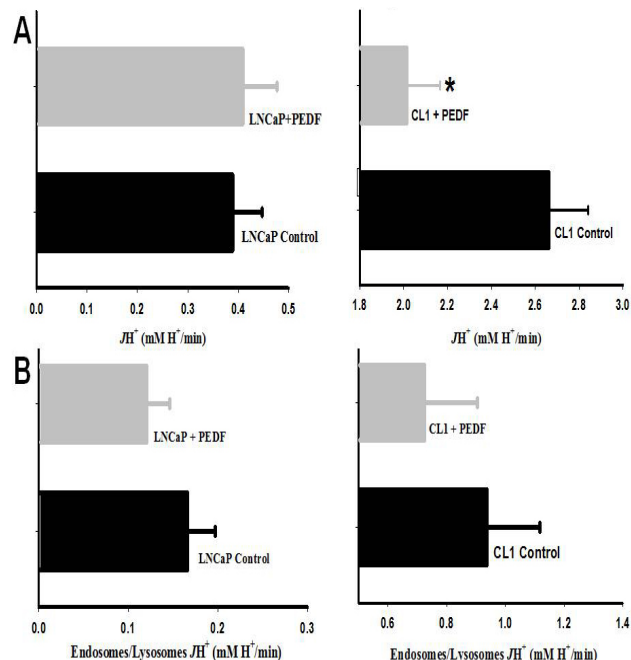 A
LNCaP+PEDF
LNCaP Control
0.0 0.1 0.2 0.3 0.4 0.5
JH⁺ (mM H⁺/min)
*
CL1 + PEDF
CL1 Control
1.8 2.0 2.2 2.4 2.6 2.8 3.0
JH⁺ (mM H⁺/min)
B
LNCaP + PEDF
LNCaP Control
0.0 0.1 0.2 0.3
Endosomes/Lysosomes JH⁺ (mM H⁺/min)
CL1 + PEDF
CL1 Control
0.6 0.8 1.0 1.2 1.4
Endosomes/Lysosomes JH⁺ (mM H⁺/min)